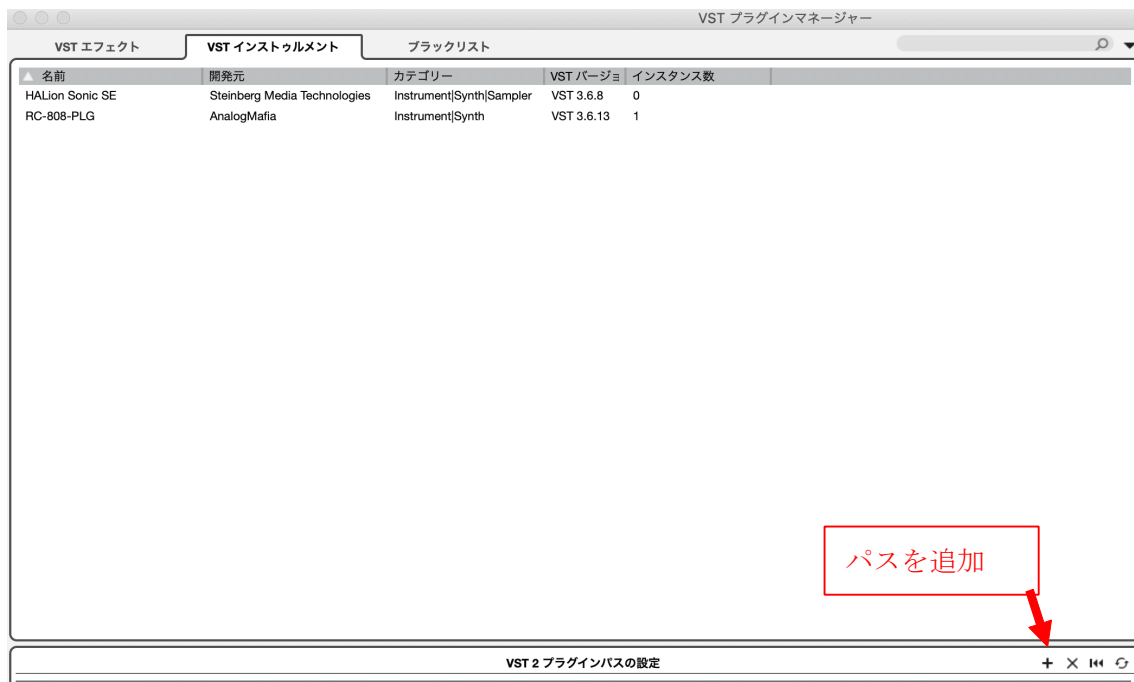 VST プラグインマネージャー
VST エフェクト VST インストゥルメント ブラックリスト
名前 開発元 カテゴリー VST バージョ インスタンス数
HALion Sonic SE Steinberg Media Technologies Instrument|Synth|Sampler VST 3.6.8 0
RC-808-PLG AnalogMafia Instrument|Synth VST 3.6.13 1
パスを追加
VST 2 プラグインパスの設定